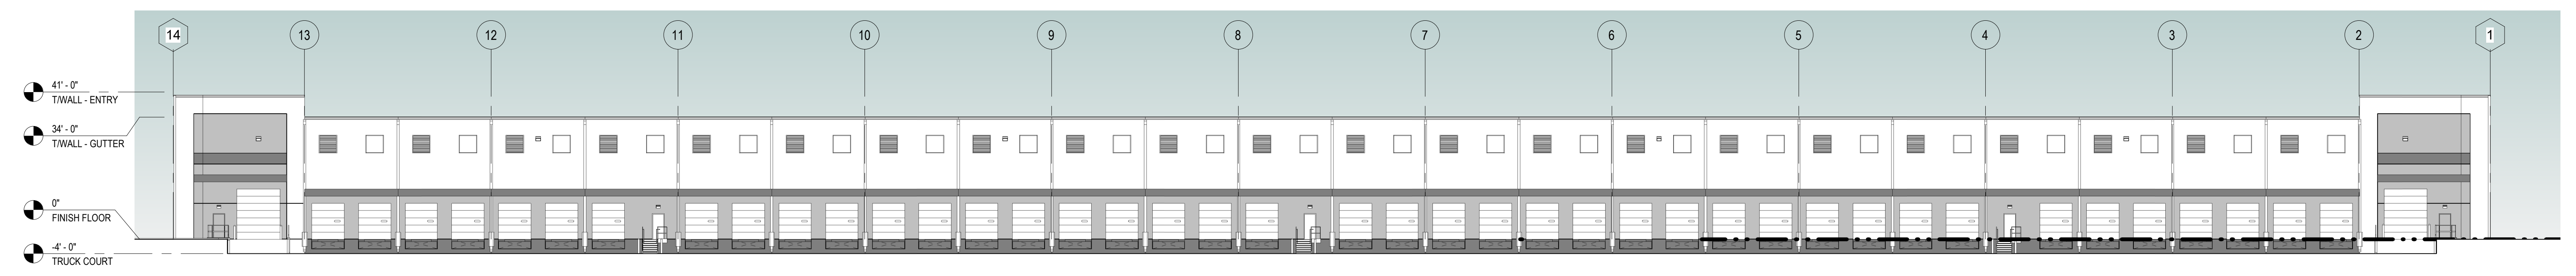 14 13 12 11 10 9 8 7 6 5 4 3 2 1
41' - 0"
T/WALL - ENTRY
34' - 0"
T/WALL - GUTTER
0"
FINISH FLOOR
-4' - 0"
TRUCK COURT